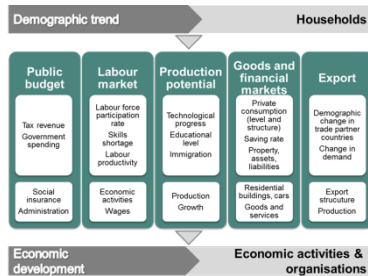 Demographic trend
Households
Public
budget
Tax revenue
Government
spending
Social
insurance
Administration
Labour
market
Labour force
participation
rate
Skills
shortage
Labour
productivity
Economic
activities
Wages
Production
potential
Technological
progress
Educational
level
Immigration
Production
Growth
Goods and
financial
markets
Private
consumption
(level and
structure)
Saving rate
Property,
assets,
liabilities
Residential
buildings, cars
Goods and
services
Export
Demographic
change in
trade partner
countries
Change in
demand
Export
strucuture
Production
Economic
development
Economic activities &
organisations